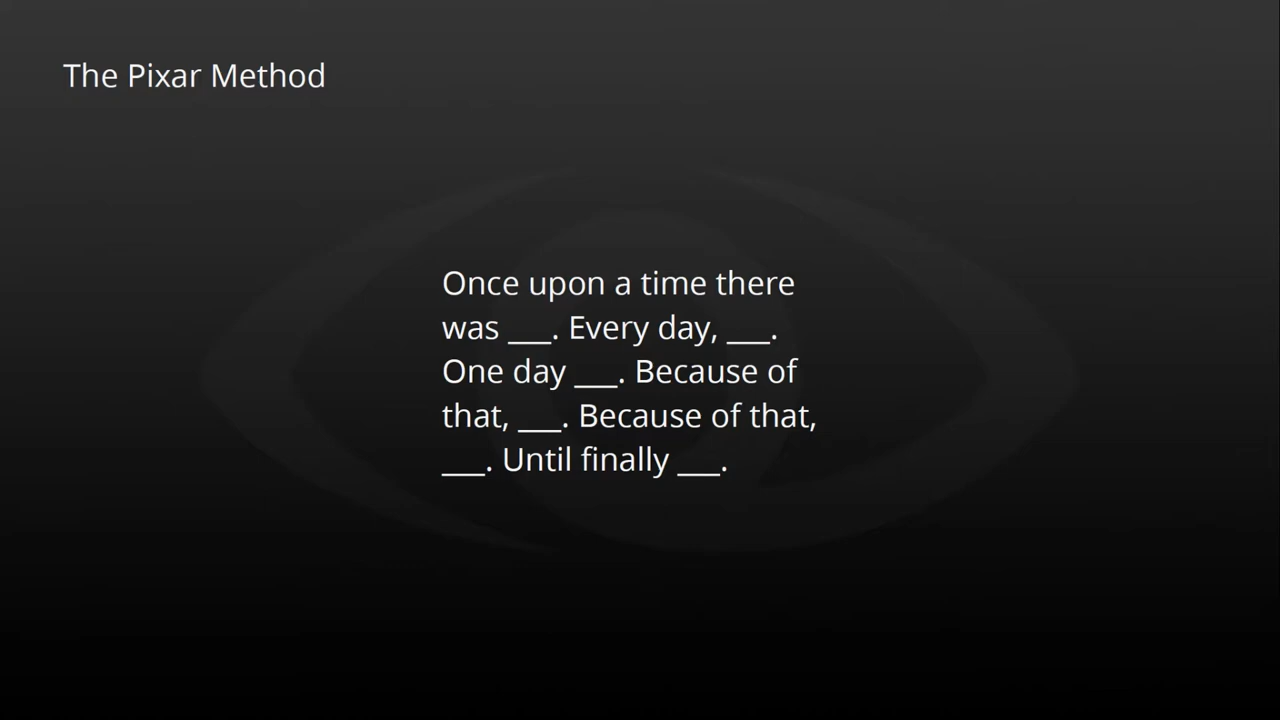 The Pixar Method
Once upon a time there
was ___. Every day, ___.
One day ___. Because of
that, ___. Because of that,
___. Until finally ___.